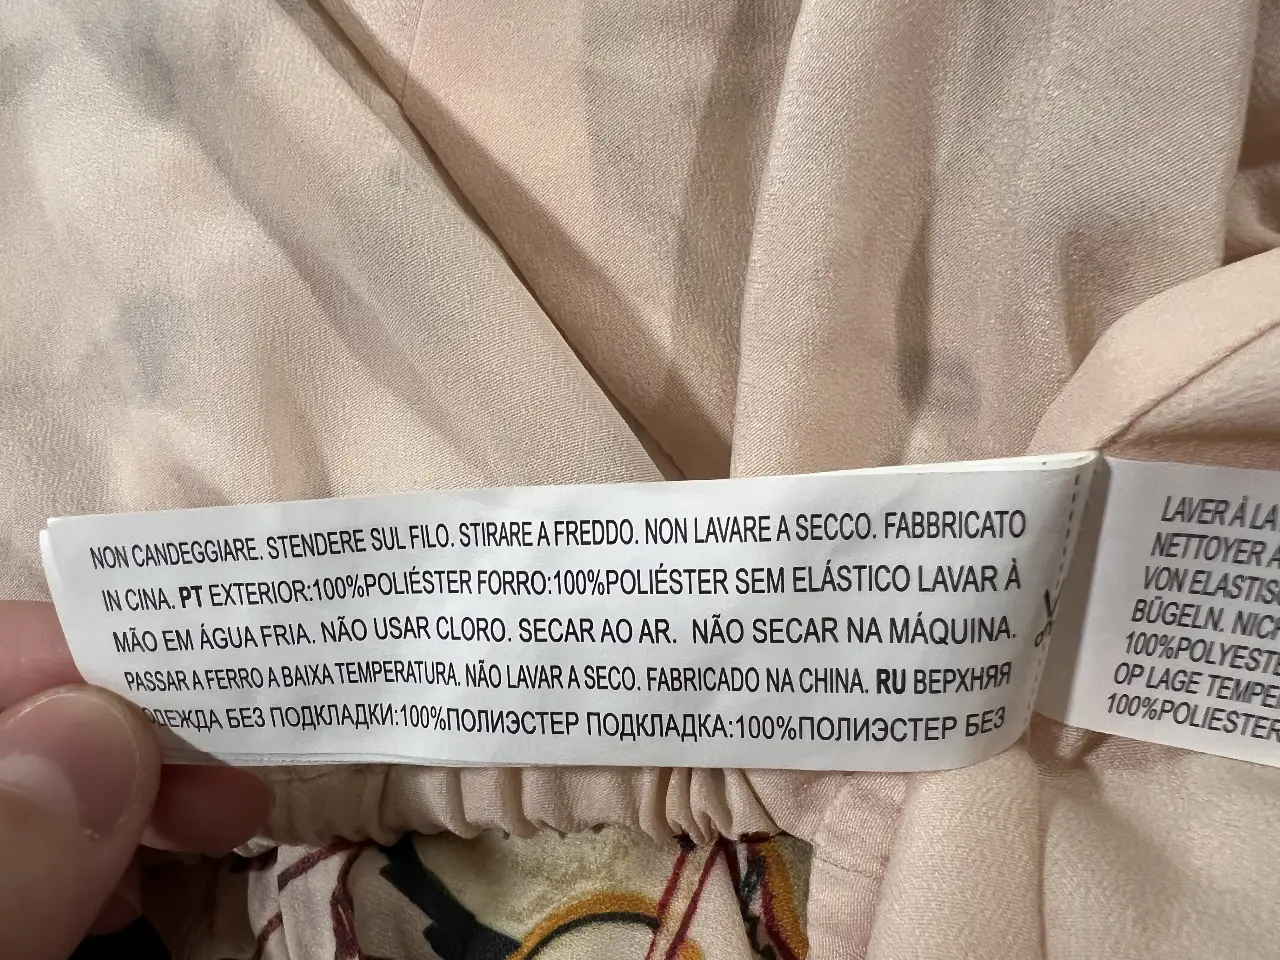 NON CANDEGGIARE. STENDERE SUL FILO. STIRARE A FREDDO. NON LAVARE A SECCO. FABBRICATO
IN CINA. PT EXTERIOR:100%POLIÉSTER FORRO:100%POLIÉSTER SEM ELÁSTICO LAVAR À
MÃO EM ÁGUA FRIA. NÃO USAR CLORO. SECAR AO AR. NÃO SECAR NA MÁQUINA.
PASSAR A FERRO A BAIXA TEMPERATURA. NÃO LAVAR A SECO. FABRICADO NA CHINA. RU ВЕРХНЯЯ
ОДЕЖДА БЕЗ ПОДКЛАДКИ:100%ПОЛИЭСТЕР ПОДКЛАДКА:100%ПОЛИЭСТЕР БЕЗ
LAVER À LA
NETTOYER
VON
BÜGELN.
100%
OP LAGE
100%POLIESTER